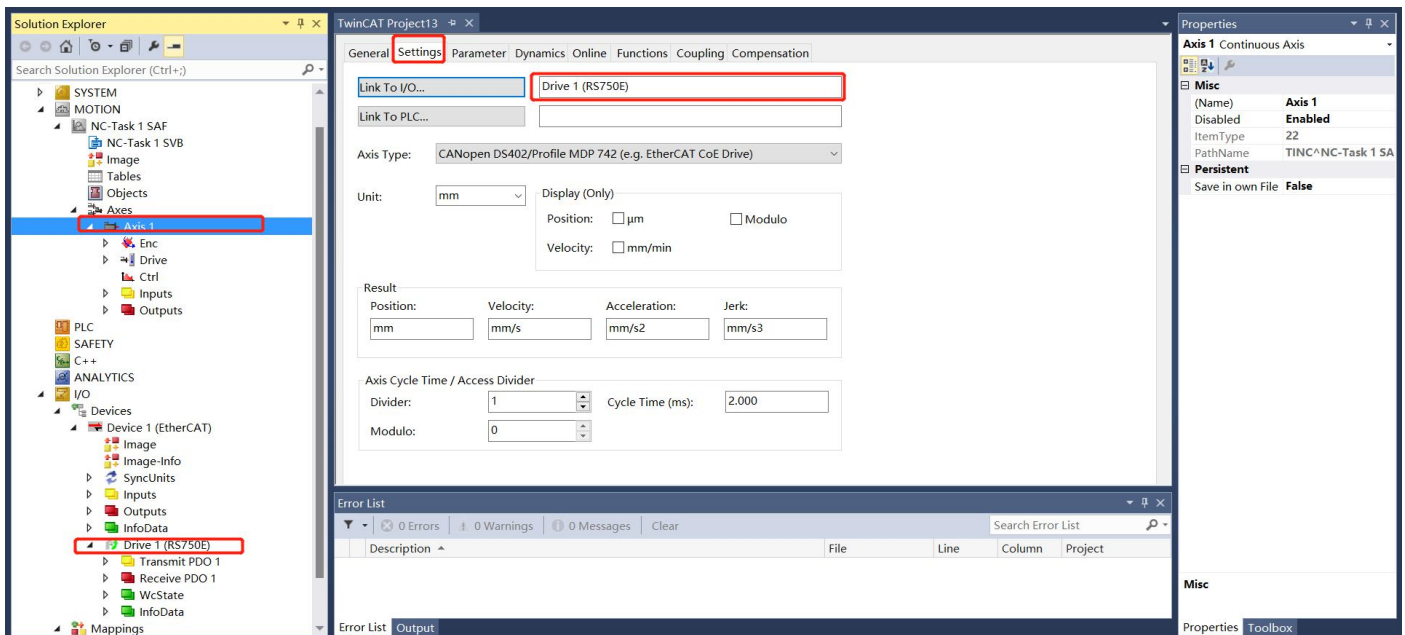 Solution Explorer
Search Solution Explorer (Ctrl+;)
SYSTEM
MOTION
NC-Task 1 SAF
NC-Task 1 SVB
Image
Tables
Objects
Axes
Axis 1
Enc
Drive
Ctrl
Inputs
Outputs
PLC
SAFETY
C++
ANALYTICS
I/O
Devices
Device 1 (EtherCAT)
Image
Image-Info
SyncUnits
Inputs
Outputs
InfoData
Drive 1 (RS750E)
Transmit PDO 1
Receive PDO 1
WcState
InfoData
Mappings
TwinCAT Project13
General Settings Parameter Dynamics Online Functions Coupling Compensation
Link To I/O... Drive 1 (RS750E)
Link To PLC...
Axis Type: CANopen DS402/Profile MDP 742 (e.g. EtherCAT CoE Drive)
Unit: mm
Display (Only)
Position: μm Modulo
Velocity: mm/min
Result
Position: Velocity: Acceleration: Jerk:
mm mm/s mm/s2 mm/s3
Axis Cycle Time / Access Divider
Divider: 1 Cycle Time (ms): 2.000
Modulo: 0
Error List
0 Errors 0 Warnings 0 Messages Clear Search Error List
Description File Line Column Project
Error List Output
Properties
Axis 1 Continuous Axis
Misc
(Name) Axis 1
Disabled Enabled
ItemType 22
PathName TINC^NC-Task 1 SA
Persistent
Save in own File False
Misc
Properties Toolbox